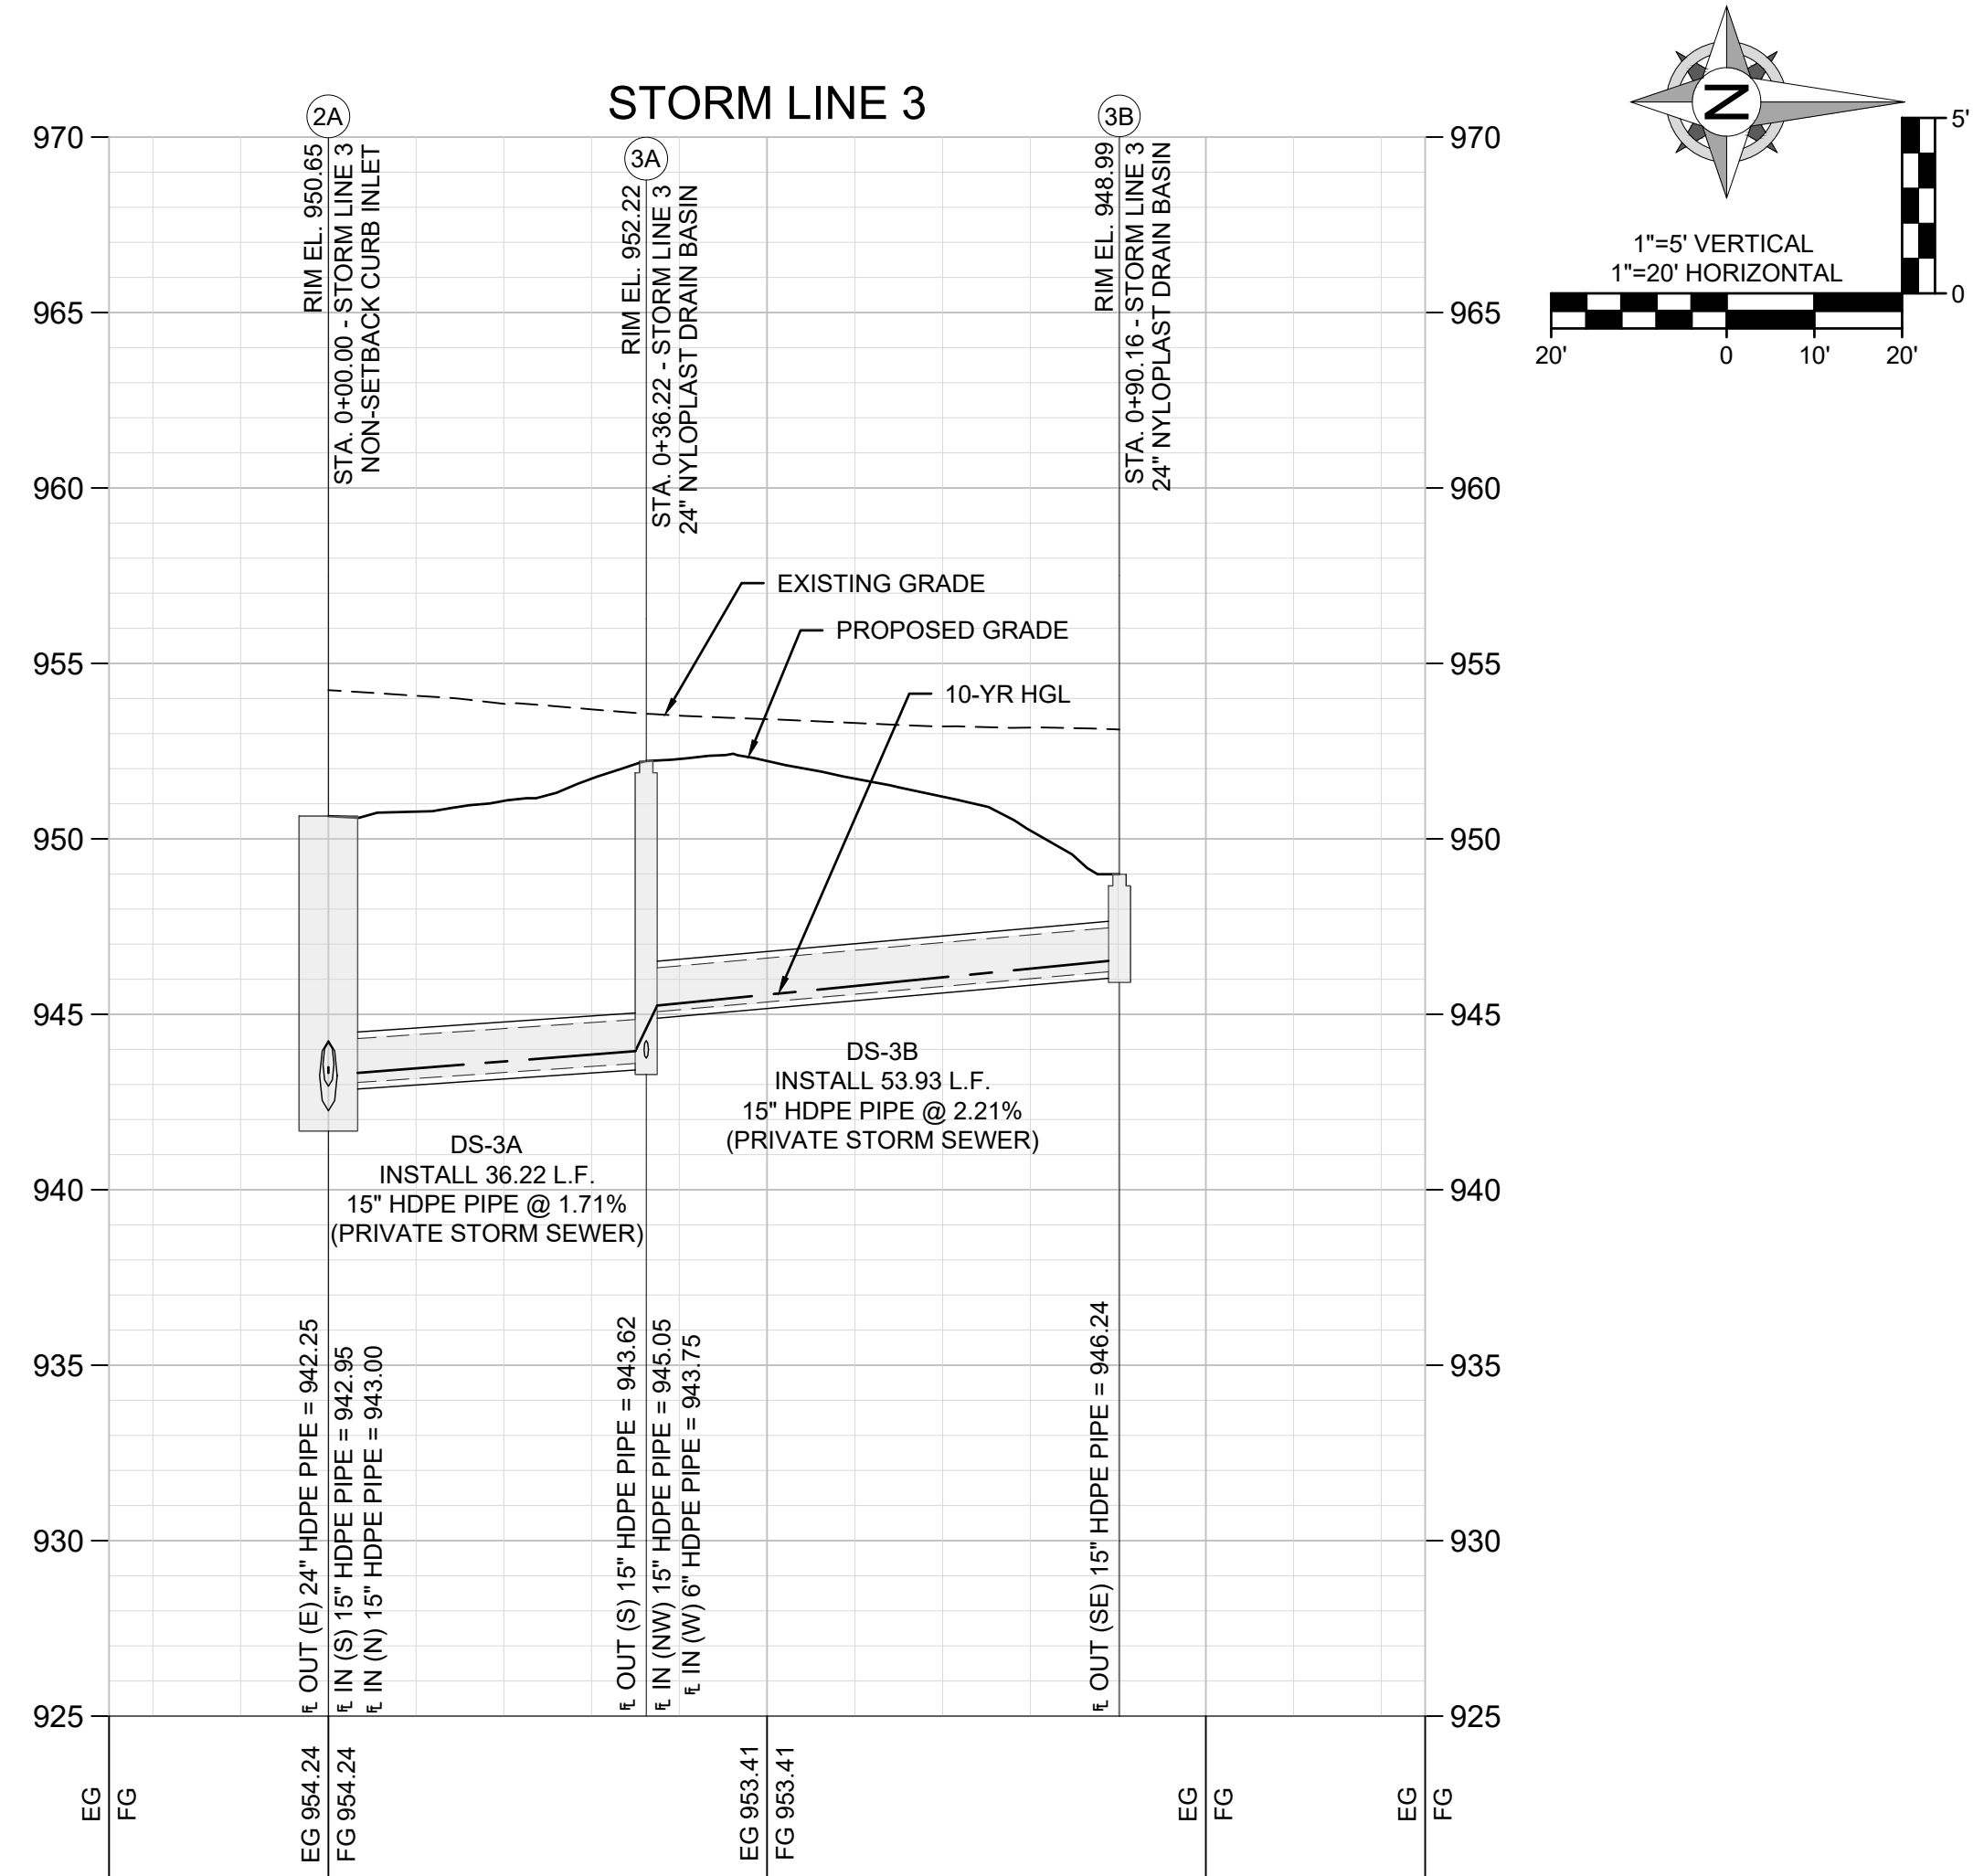 STORM LINE 3
2A
3A
3B
RIM EL. 950.65
STA. 0+00.00 - STORM LINE 3
NON-SETBACK CURB INLET
RIM EL. 952.22
STA. 0+36.22 - STORM LINE 3
24" NYLOPLAST DRAIN BASIN
RIM EL. 948.99
STA. 0+90.16 - STORM LINE 3
24" NYLOPLAST DRAIN BASIN
N
5'
0
1"=5' VERTICAL
1"=20' HORIZONTAL
20'
0
10'
20'
970
965
960
955
950
945
940
935
930
925
970
965
960
955
950
945
940
935
930
925
EXISTING GRADE
PROPOSED GRADE
10-YR HGL
DS-3A
INSTALL 36.22 L.F.
15" HDPE PIPE @ 1.71%
(PRIVATE STORM SEWER)
DS-3B
INSTALL 53.93 L.F.
15" HDPE PIPE @ 2.21%
(PRIVATE STORM SEWER)
FL OUT (E) 24" HDPE PIPE = 942.25
FL IN (S) 15" HDPE PIPE = 942.95
FL IN (N) 15" HDPE PIPE = 943.00
FL OUT (S) 15" HDPE PIPE = 943.62
FL IN (NW) 15" HDPE PIPE = 945.05
FL IN (W) 6" HDPE PIPE = 943.75
FL OUT (SE) 15" HDPE PIPE = 946.24
EG
FG
EG 954.24
FG 954.24
EG 953.41
FG 953.41
EG
FG
EG
FG